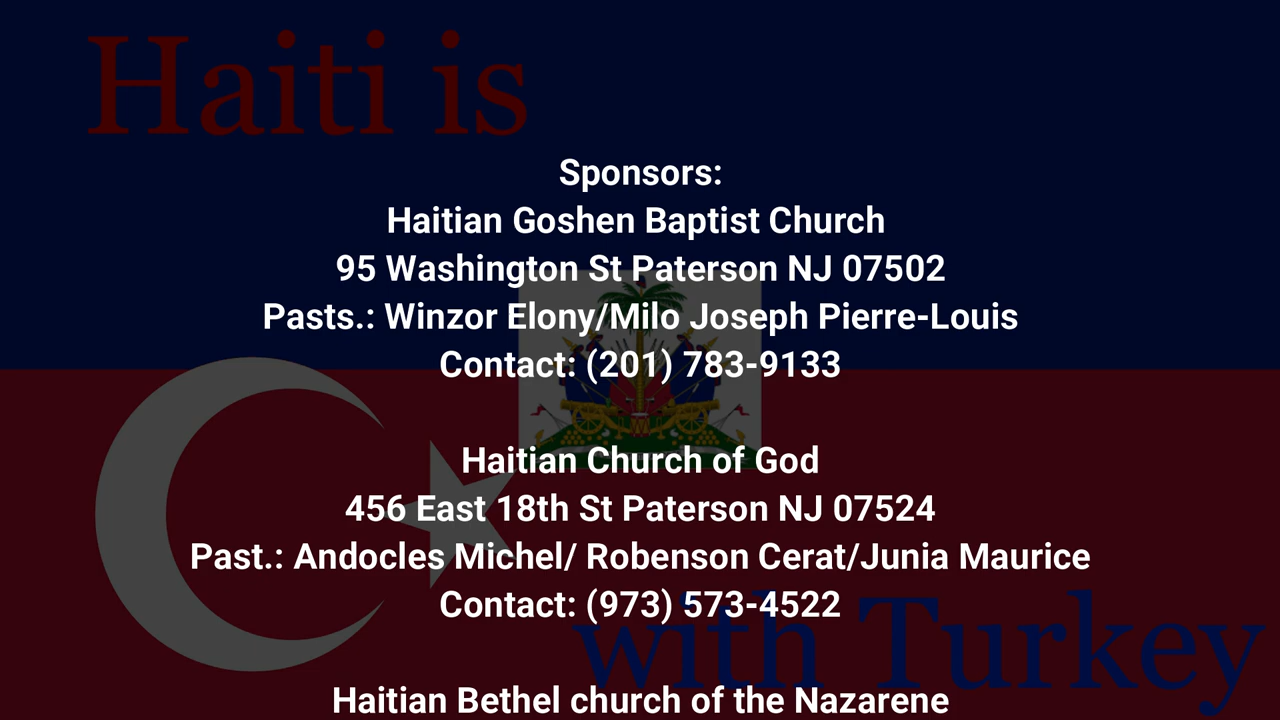 Haiti is
Sponsors:
Haitian Goshen Baptist Church
95 Washington St Paterson NJ 07502
Pasts.: Winzor Elony/Milo Joseph Pierre-Louis
Contact: (201) 783-9133
Haitian Church of God
456 East 18th St Paterson NJ 07524
Past.: Andocles Michel/ Robenson Cerat/Junia Maurice
Contact: (973) 573-4522
with Turkey
Haitian Bethel church of the Nazarene